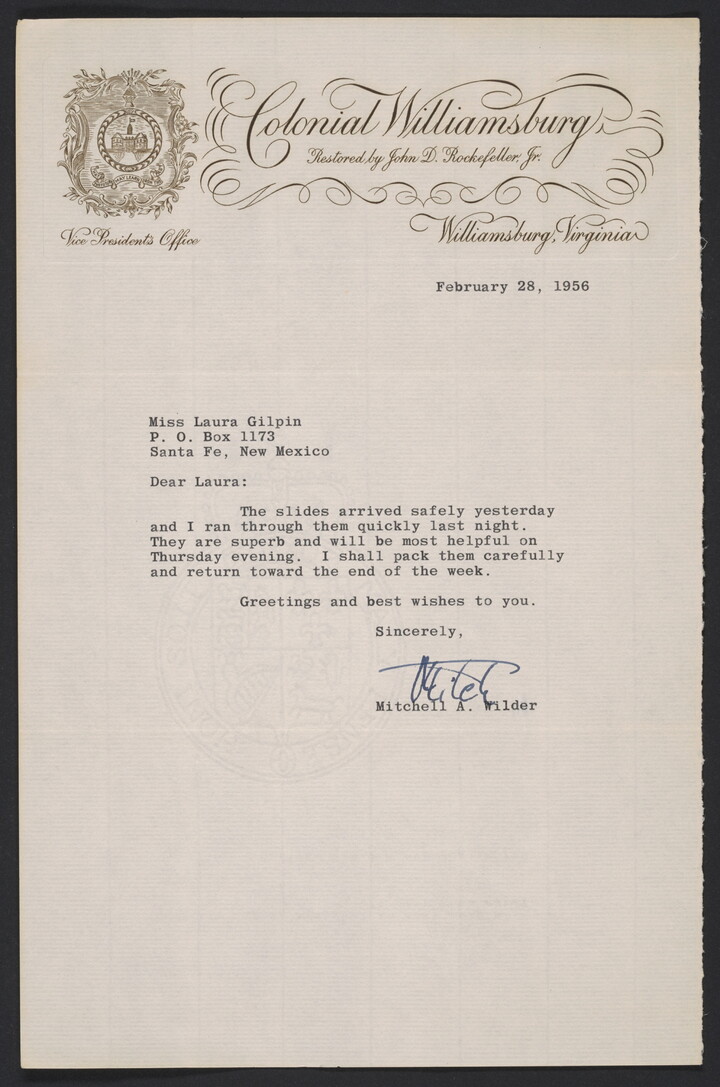 Colonial Williamsburg
Restored by John D. Rockefeller, Jr.
Vice President's Office
Williamsburg, Virginia
February 28, 1956
Miss Laura Gilpin
P. O. Box 1173
Santa Fe, New Mexico
Dear Laura:
The slides arrived safely yesterday
and I ran through them quickly last night.
They are superb and will be most helpful on
Thursday evening.  I shall pack them carefully
and return toward the end of the week.
Greetings and best wishes to you.
Sincerely,
Mitch
Mitchell A. Wilder